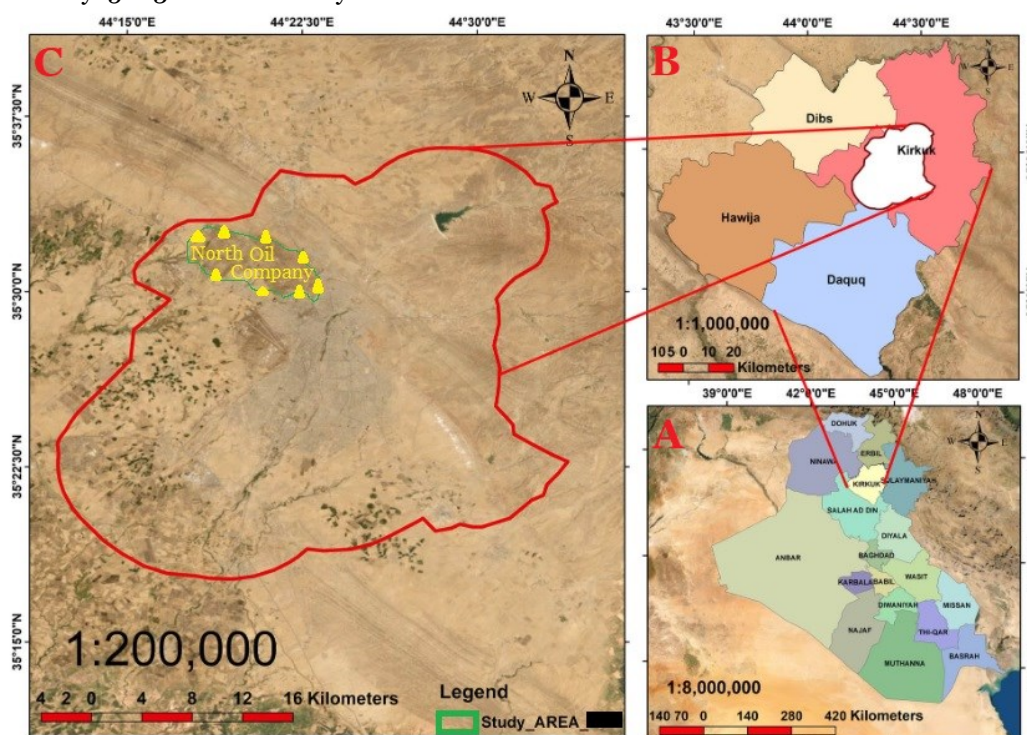 44°15'0"E 44°22'30"E 44°30'0"E
C
N
W E
S
35°37'30"N
35°30'0"N
35°22'30"N
35°15'0"N
North Oil
Company
1:200,000
4 2 0 4 8 12 16 Kilometers
Legend
Study_AREA_
43°30'0"E 44°0'0"E 44°30'0"E
B
N
W E
S
Dibs
Kirkuk
Hawija
Daquq
1:1,000,000
10 5 0 10 20
Kilometers
39°0'0"E 42°0'0"E 45°0'0"E 48°0'0"E
A
N
W E
S
DOHUK
NINAWA
ERBIL
KIRKUK
SULAYMANIYAH
SALAH AD DIN
DIYALA
ANBAR
BAGHDAD
KARBALA
BABIL
WASIT
DIWANIYAH
MISSAN
NAJAF
THI-QAR
MUTHANNA
BASRAH
1:8,000,000
140 70 0 140 280 420
Kilometers